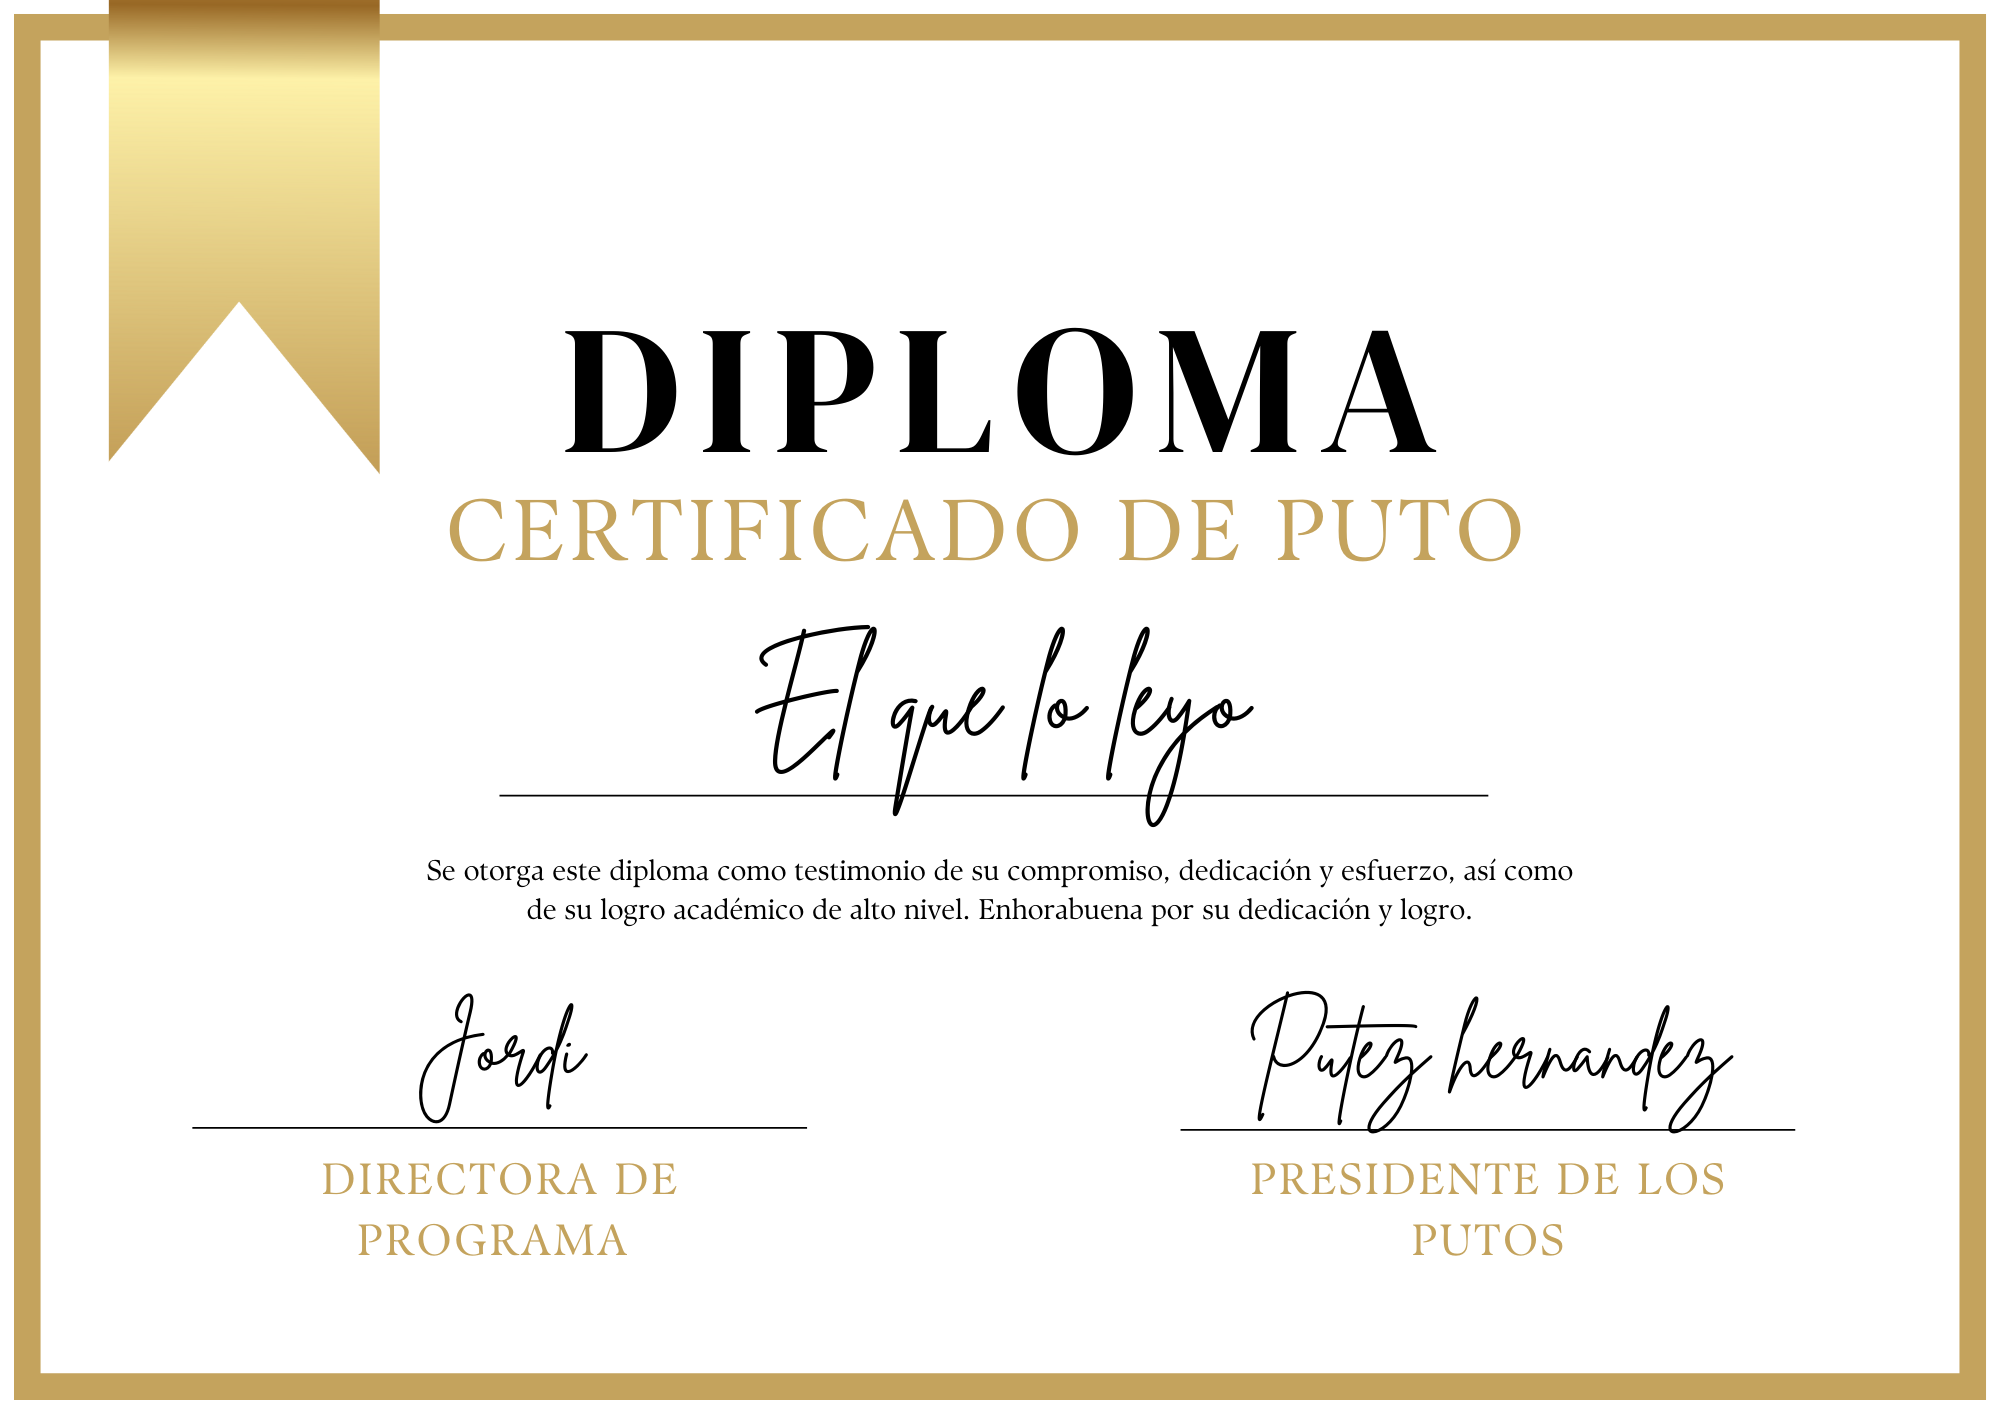 DIPLOMA
CERTIFICADO DE PUTO
El que lo leyo
Se otorga este diploma como testimonio de su compromiso, dedicación y esfuerzo, así como
de su logro académico de alto nivel. Enhorabuena por su dedicación y logro.
Jordi
DIRECTORA DE
PROGRAMA
Putez hernandez
PRESIDENTE DE LOS
PUTOS